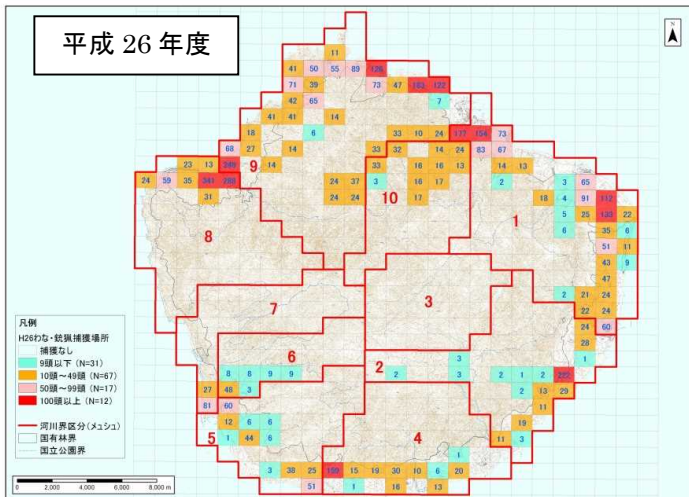 平成 26 年度
N
11
41 50 55 89 126
71 39 73 47 163 122
42 65 7
41 41 14
18 6 33 10 24 177 154 73
68 27 14 33 32 14 24 83 67
23 13 249 9 14 33 16 16 13 14 13
24 59 35 341 288 24 37 3 16 17 2 3 65
31 24 24 10 17 18 4 91 112
1 5 25 133 22
8 6 35 6
51 11
43 9
3 47
7 2 21 24
22 24
24 60
28
6 3 1
8 8 9 9 2 2 3 2 1 2 222
27 48 3 2 13 29
81 60 11
12 6 6 19
5 1 44 6 4 11 3
1
3 38 25 159 15 19 30 10 6 20
51 1 16 13
凡例
H26わな・銃猟捕獲場所
捕獲なし
9頭以下 (N=31)
10頭～49頭 (N=67)
50頭～99頭 (N=17)
100頭以上 (N=12)
河川界区分(メッシュ)
国有林界
国立公園界
0 2,000 4,000 8,000 m